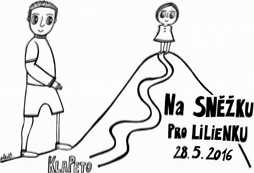 Na SNĚŽKU
PRO LiLiENKU
28.5.2016
KLAPETO